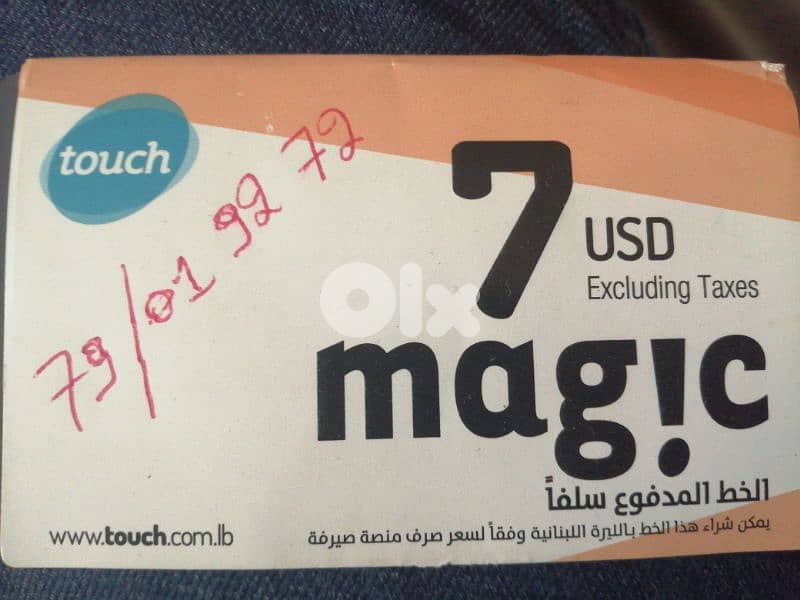 touch
79/01 99 72
7
USD
Excluding Taxes
olx
mag!c
الخط المدفوع سلفاً
يمكن شراء هذا الخط بالليرة اللبنانية وفقاً لسعر صرف منصة صيرفة
www.touch.com.lb